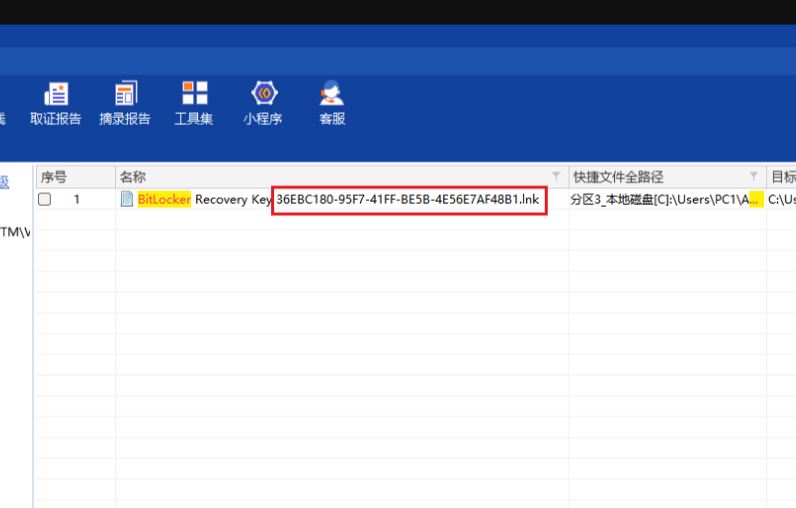 线 取证报告 摘录报告 工具集 小程序 客服
级 序号 名称 快捷文件全路径 目标
1 BitLocker Recovery Key 36EBC180-95F7-41FF-BE5B-4E56E7AF48B1.lnk 分区3_本地磁盘[C]:\Users\PC1\A... C:\Us
TM\V